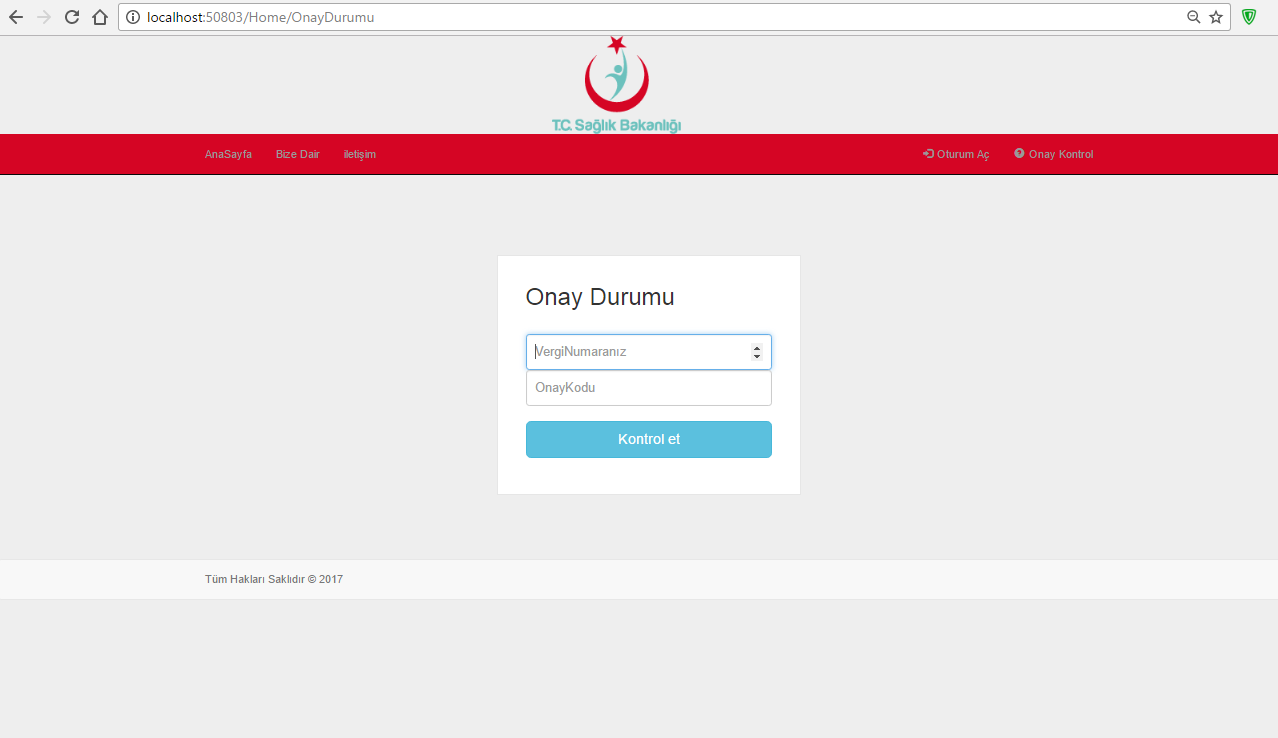 localhost:50803/Home/OnayDurumu
T.C. Sağlık Bakanlığı
AnaSayfa Bize Dair iletişim Oturum Aç Onay Kontrol
Onay Durumu
VergiNumaranız
OnayKodu
Kontrol et
Tüm Hakları Saklıdır © 2017